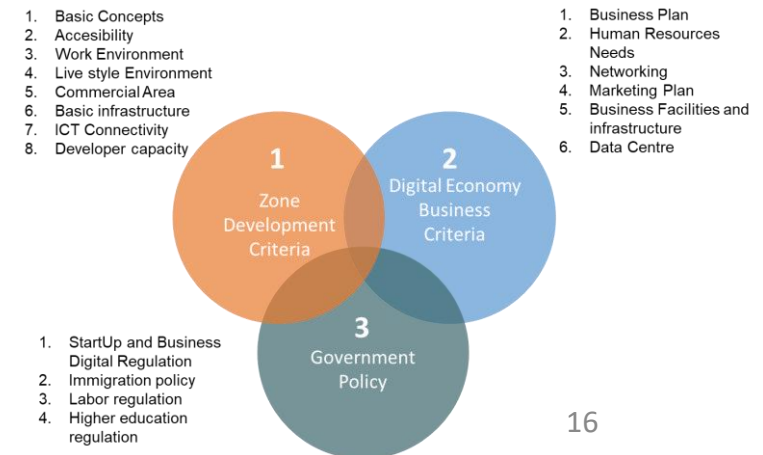 1. Basic Concepts
2. Accesibility
3. Work Environment
4. Live style Environment
5. Commercial Area
6. Basic infrastructure
7. ICT Connectivity
8. Developer capacity
1. Business Plan
2. Human Resources
Needs
3. Networking
4. Marketing Plan
5. Business Facilities and
infrastructure
6. Data Centre
1
Zone
Development
Criteria
2
Digital Economy
Business
Criteria
3
Government
Policy
1. StartUp and Business
Digital Regulation
2. Immigration policy
3. Labor regulation
4. Higher education
regulation
16